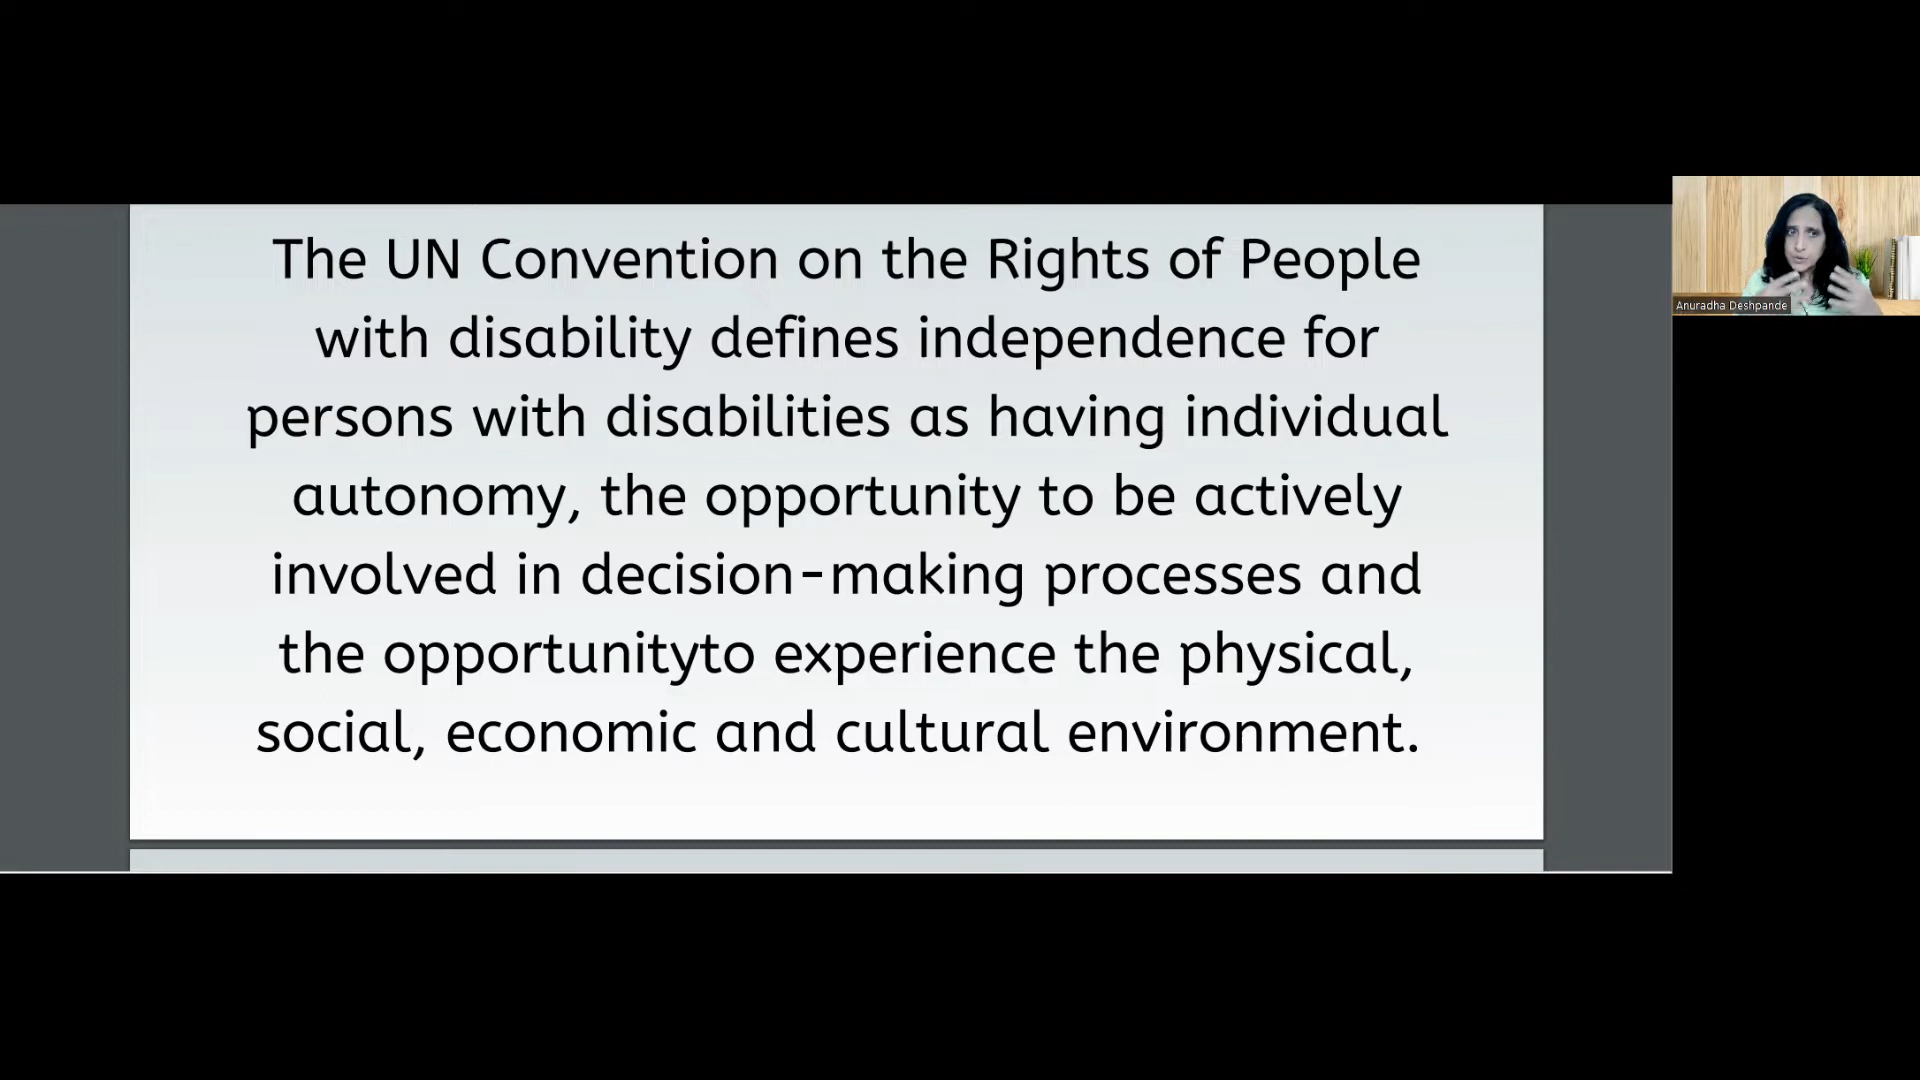 The UN Convention on the Rights of People
with disability defines independence for
persons with disabilities as having individual
autonomy, the opportunity to be actively
involved in decision-making processes and
the opportunityto experience the physical,
social, economic and cultural environment.
Anuradha Deshpande